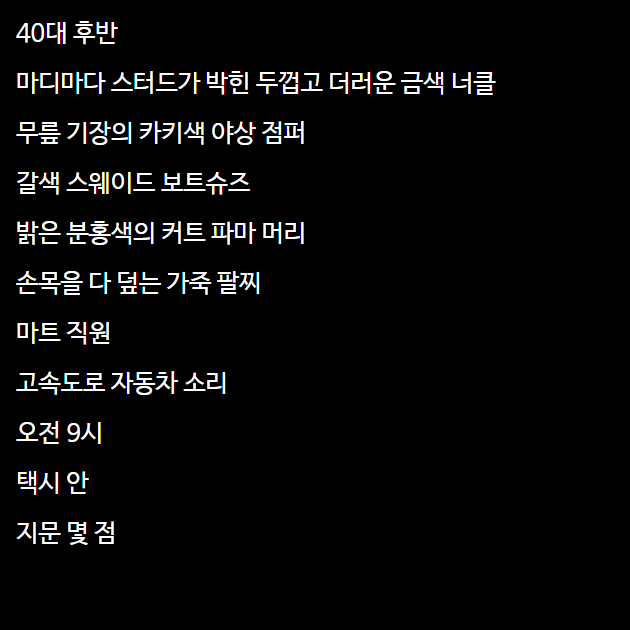 40대 후반
마디마다 스터드가 박힌 두껍고 더러운 금색 너클
무릎 기장의 카키색 야상 점퍼
갈색 스웨이드 보트슈즈
밝은 분홍색의 커트 파마 머리
손목을 다 덮는 가죽 팔찌
마트 직원
고속도로 자동차 소리
오전 9시
택시 안
지문 몇 점